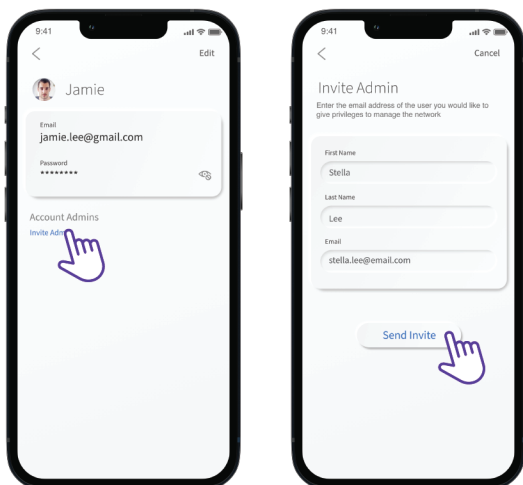 9:41
Edit
Jamie
Email
jamie.lee@gmail.com
Password
********
Account Admins
Invite Adm
9:41
Cancel
Invite Admin
Enter the email address of the user you would like to
give privileges to manage the network
First Name
Stella
Last Name
Lee
Email
stella.lee@email.com
Send Invite